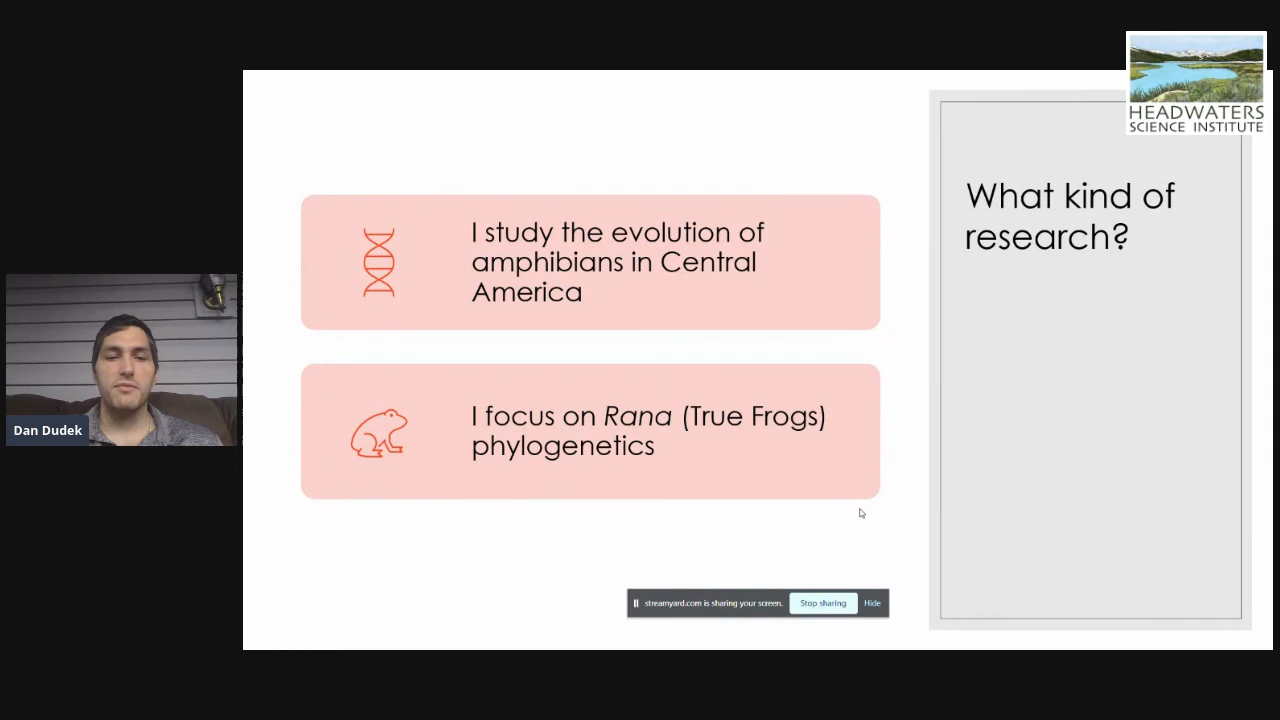 HEADWATERS
SCIENCE INSTITUTE
What kind of
research?
I study the evolution of
amphibians in Central
America
I focus on Rana (True Frogs)
phylogenetics
Dan Dudek
streamyard.com is sharing your screen.
Stop sharing
Hide